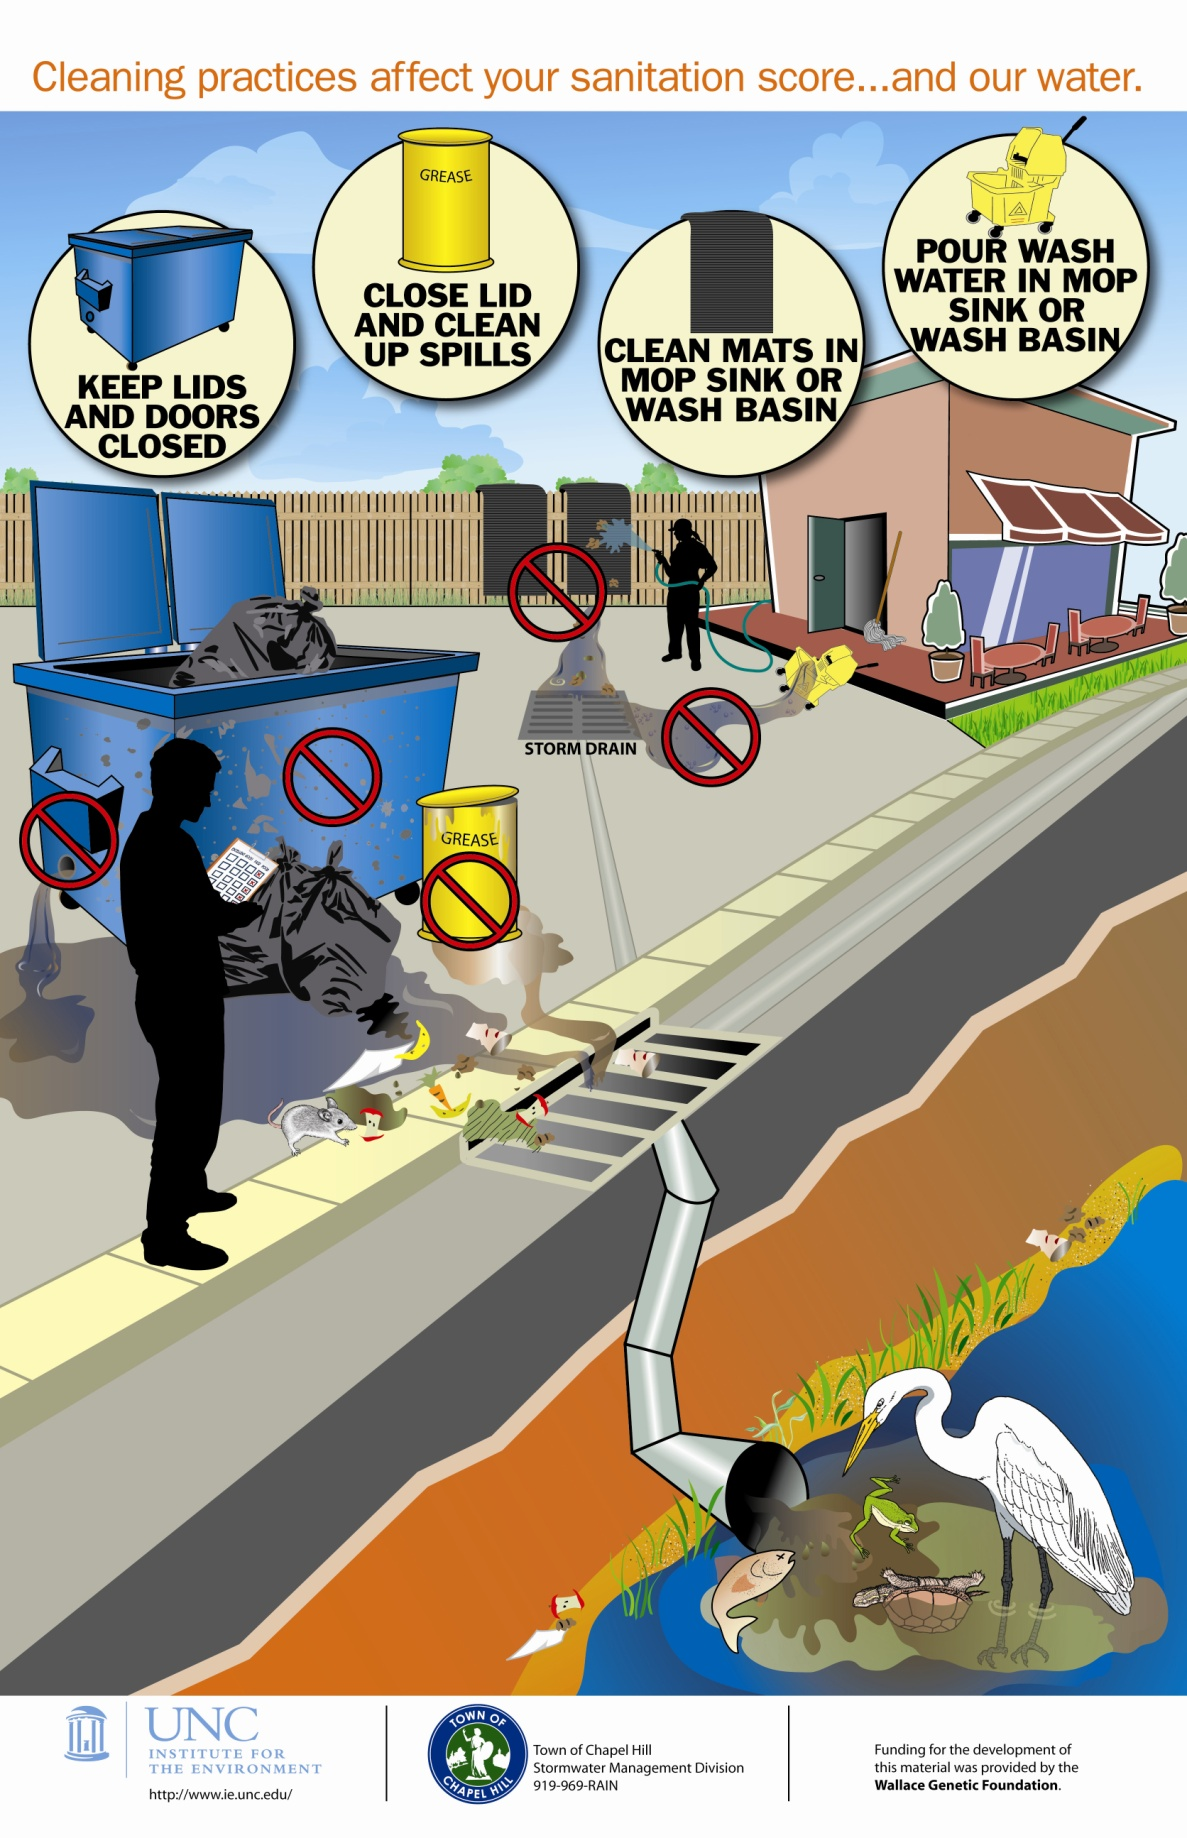 Cleaning practices affect your sanitation score...and our water.
GREASE
CLOSE LID
AND CLEAN
UP SPILLS
POUR WASH
WATER IN MOP
SINK OR
WASH BASIN
KEEP LIDS
AND DOORS
CLOSED
CLEAN MATS IN
MOP SINK OR
WASH BASIN
STORM DRAIN
GREASE
UNC
INSTITUTE FOR
THE ENVIRONMENT
http://www.ie.unc.edu/
TOWN OF
CHAPEL HILL
Town of Chapel Hill
Stormwater Management Division
919-969-RAIN
Funding for the development of
this material was provided by the
Wallace Genetic Foundation.